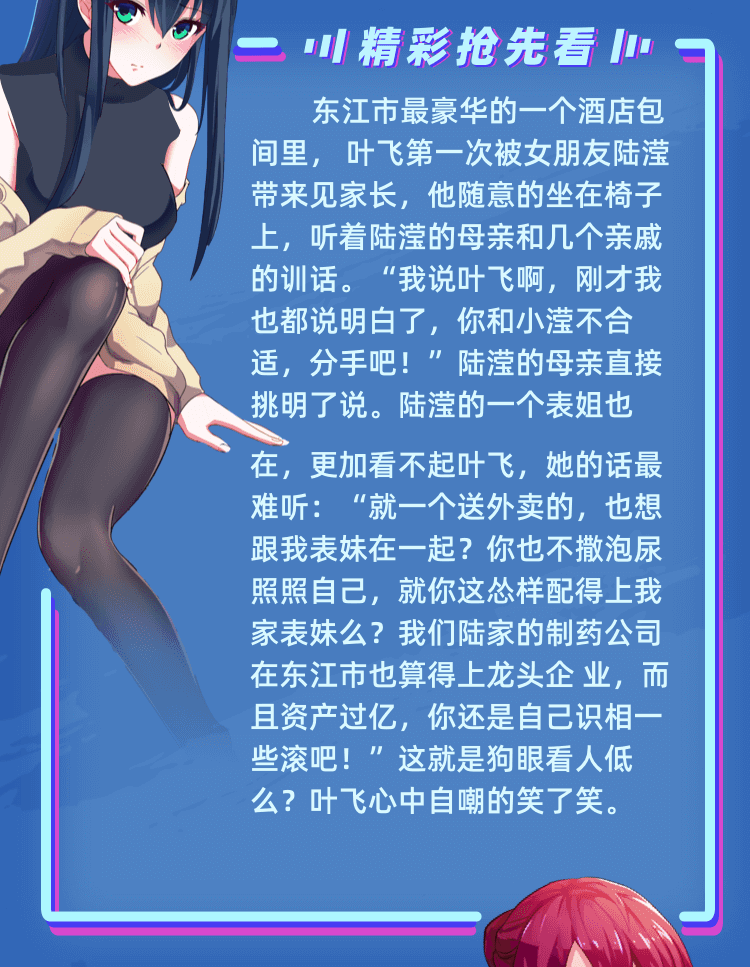 精彩抢先看
东江市最豪华的一个酒店包
间里， 叶飞第一次被女朋友陆滢
带来见家长，他随意的坐在椅子
上，听着陆滢的母亲和几个亲戚
的训话。“我说叶飞啊，刚才我
也都说明白了，你和小滢不合
适，分手吧！”陆滢的母亲直接
挑明了说。陆滢的一个表姐也
在，更加看不起叶飞，她的话最
难听：“就一个送外卖的，也想
跟我表妹在一起？你也不撒泡尿
照照自己，就你这怂样配得上我
家表妹么？我们陆家的制药公司
在东江市也算得上龙头企 业，而
且资产过亿，你还是自己识相一
些滚吧！”这就是狗眼看人低
么？叶飞心中自嘲的笑了笑。